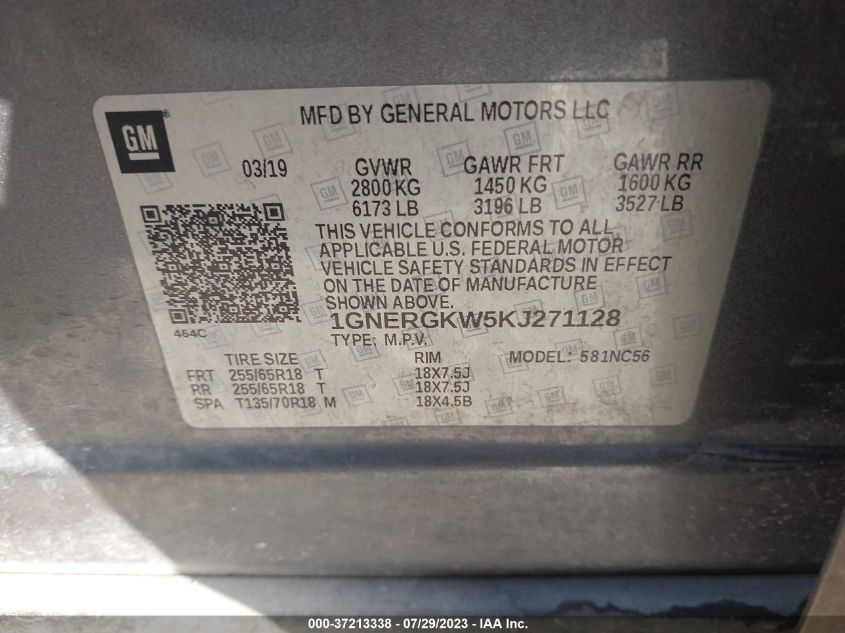 GM
MFD BY GENERAL MOTORS LLC
03/19 GVWR GAWR FRT GAWR RR
2800 KG 1450 KG 1600 KG
6173 LB 3196 LB 3527 LB
THIS VEHICLE CONFORMS TO ALL
APPLICABLE U.S. FEDERAL MOTOR
VEHICLE SAFETY STANDARDS IN EFFECT
ON THE DATE OF MANUFACTURE
SHOWN ABOVE.
464C
1GNERGKW5KJ271128
TYPE: M.P.V.
TIRE SIZE RIM MODEL: 581NC56
FRT 255/65R18 T 18X7.5J
RR 255/65R18 T 18X7.5J
SPA T135/70R18 M 18X4.5B
000-37213338 - 07/29/2023 - IAA Inc.